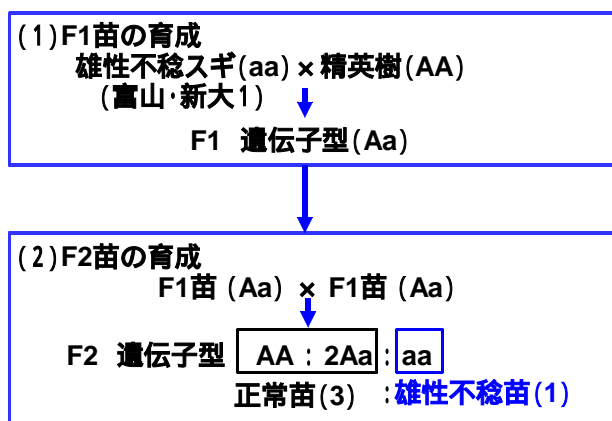 (1)F1苗の育成
雄性不稔スギ(aa)×精英樹(AA)
(富山・新大1)
F1 遺伝子型(Aa)
(2)F2苗の育成
F1苗 (Aa) × F1苗 (Aa)
F2 遺伝子型 AA : 2Aa : aa
正常苗(3) :雄性不稔苗(1)